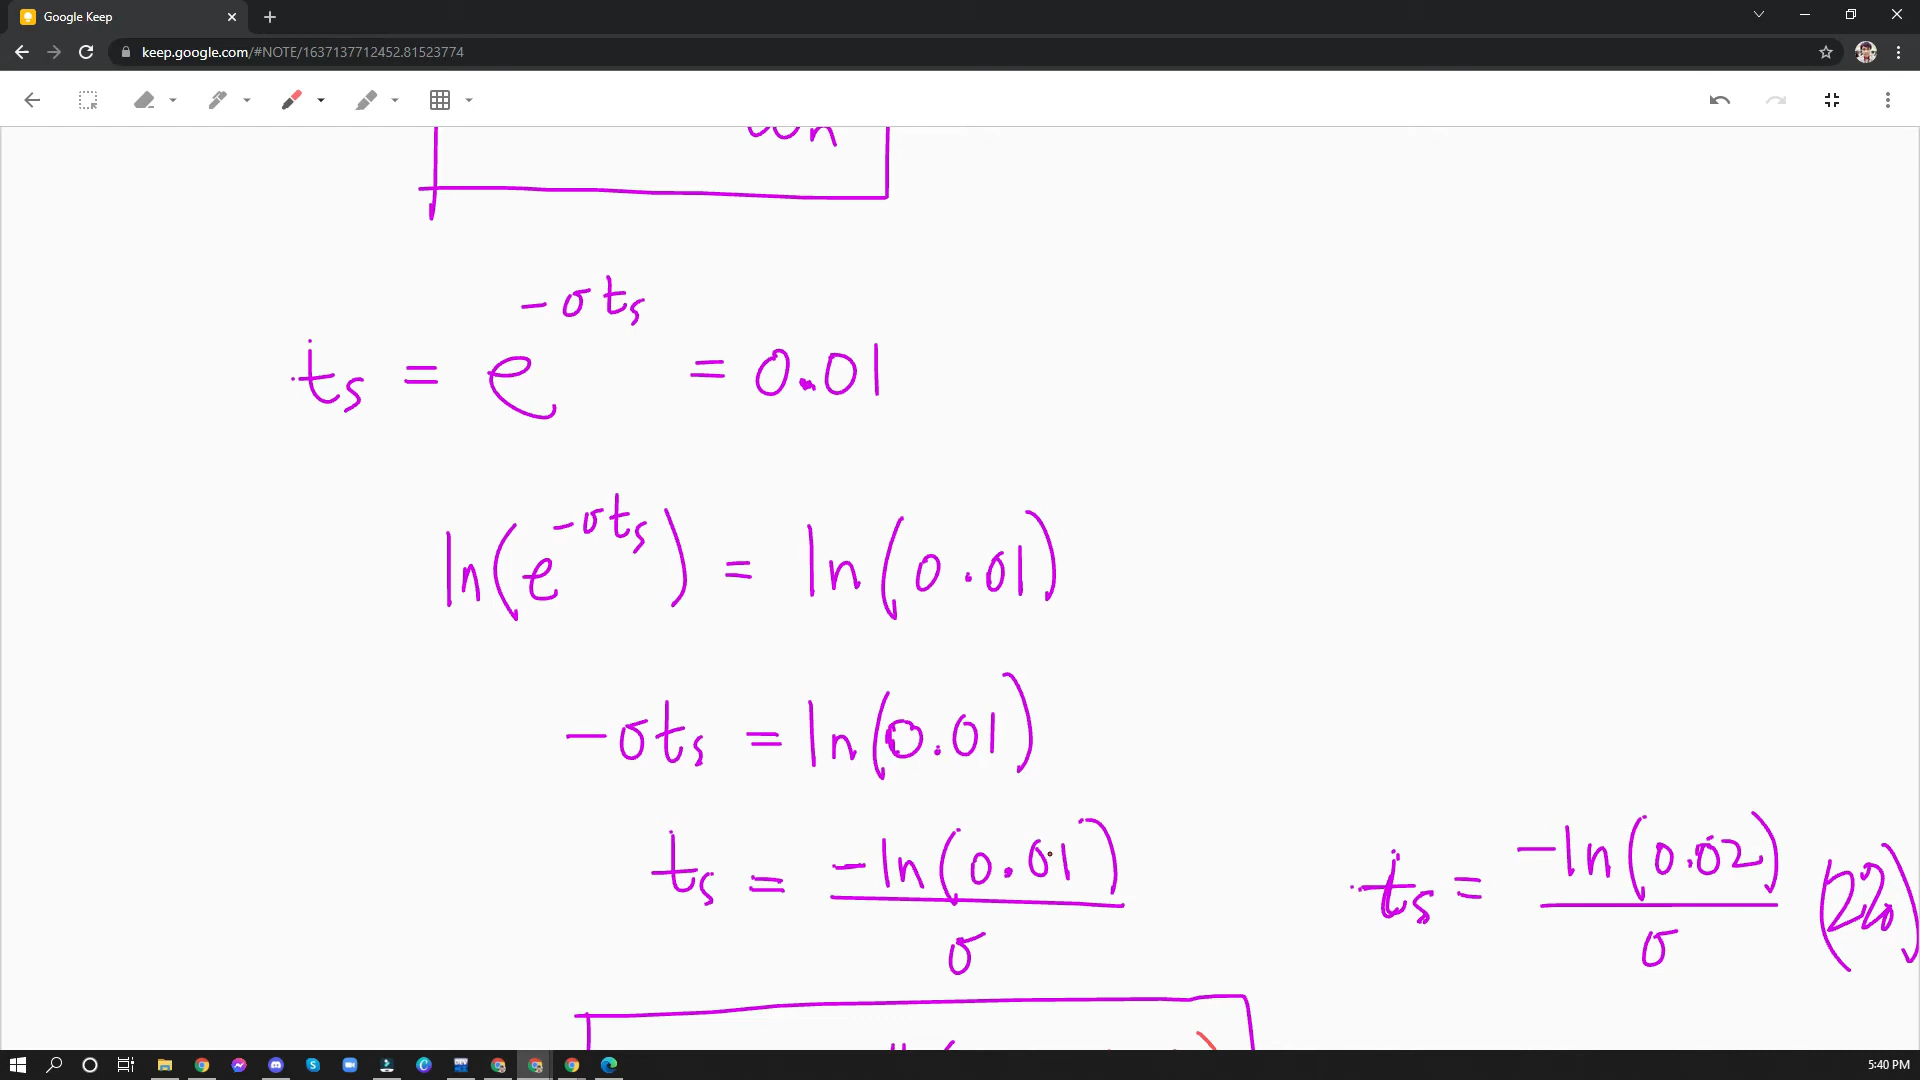 Google Keep
keep.google.com/#NOTE/1637137712452.81523774
ωn
ts = e^-σts = 0.01
ln(e^-σts) = ln(0.01)
-σts = ln(0.01)
ts = -ln(0.01) / σ
ts = -ln(0.02) / σ (2%)
5:40 PM